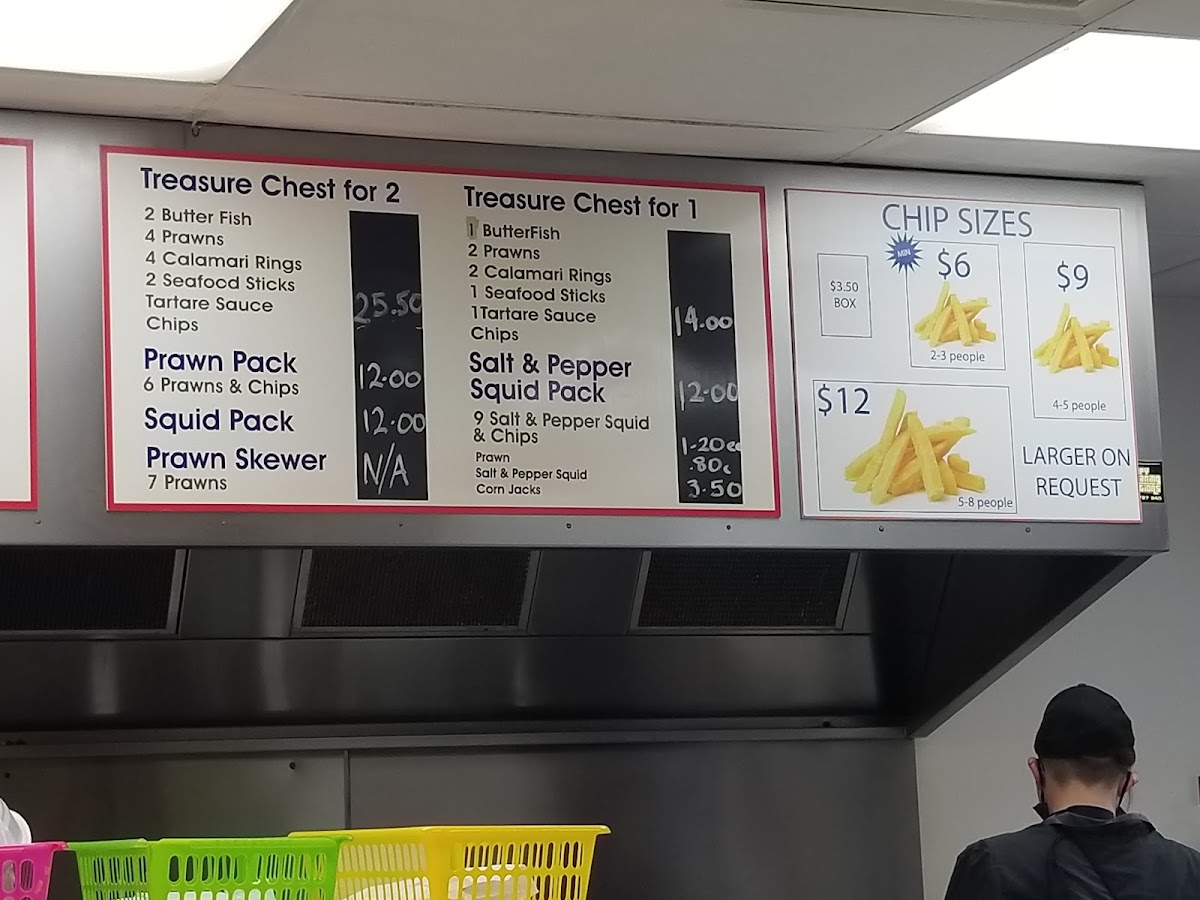 Treasure Chest for 2
2 Butter Fish
4 Prawns
4 Calamari Rings
2 Seafood Sticks
Tartare Sauce
Chips
25.50
Prawn Pack
6 Prawns & Chips
12.00
Squid Pack
12.00
Prawn Skewer
7 Prawns
N/A
Treasure Chest for 1
1 ButterFish
2 Prawns
2 Calamari Rings
1 Seafood Sticks
1Tartare Sauce
Chips
14.00
Salt & Pepper
Squid Pack
12.00
9 Salt & Pepper Squid
& Chips
Prawn
1-20ea
Salt & Pepper Squid
.80c
Corn Jacks
3.50
CHIP SIZES
$3.50
BOX
MIN
$6
2-3 people
$9
4-5 people
$12
5-8 people
LARGER ON
REQUEST